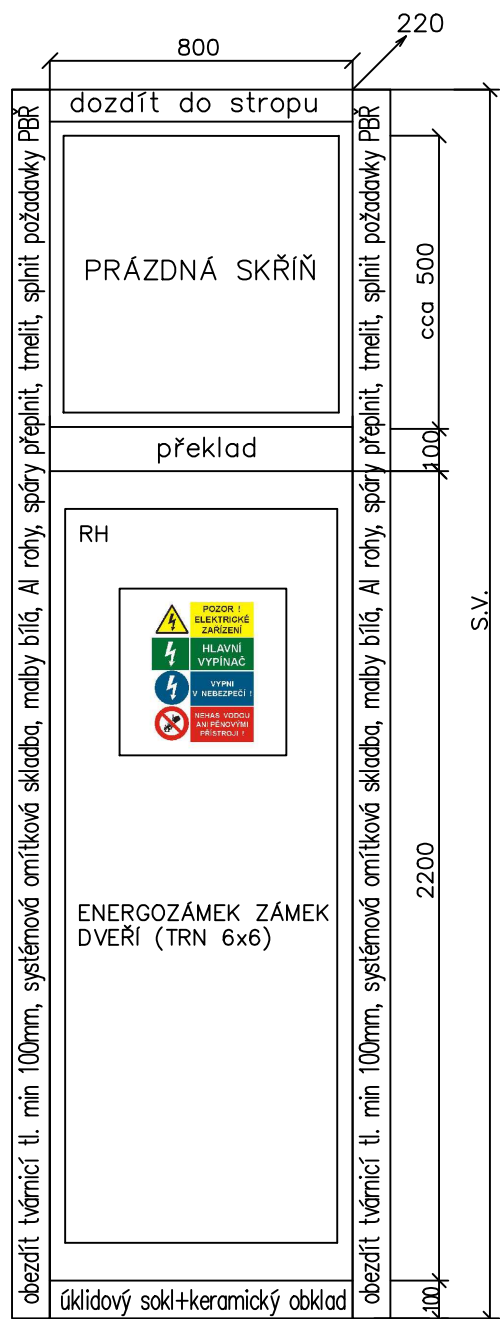 800
220
dozdít do stropu
PRÁZDNÁ SKŘÍŇ
cca 500
překlad
100
RH
POZOR !
ELEKTRICKÉ
ZAŘÍZENÍ
HLAVNÍ
VYPÍNAČ
VYPNI
V NEBEZPEČÍ !
NEHAS VODOU
ANI PĚNOVÝMI
PŘÍSTROJI !
ENERGOZÁMEK ZÁMEK
DVEŘÍ (TRN 6x6)
2200
S.V.
úklidový sokl+keramický obklad
100
obezdít tvárnicí tl. min 100mm, systémová omítková skladba, malby bílá, Al rohy, spáry přeplnit, tmelit, splnit požadavky PBŘ
obezdít tvárnicí tl. min 100mm, systémová omítková skladba, malby bílá, Al rohy, spáry přeplnit, tmelit, splnit požadavky PBŘ